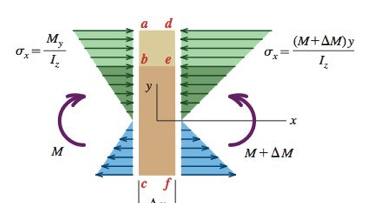 a d
σx = My / Iz
σx = (M+ΔM)y / Iz
b e
y
x
M
M+ΔM
c f